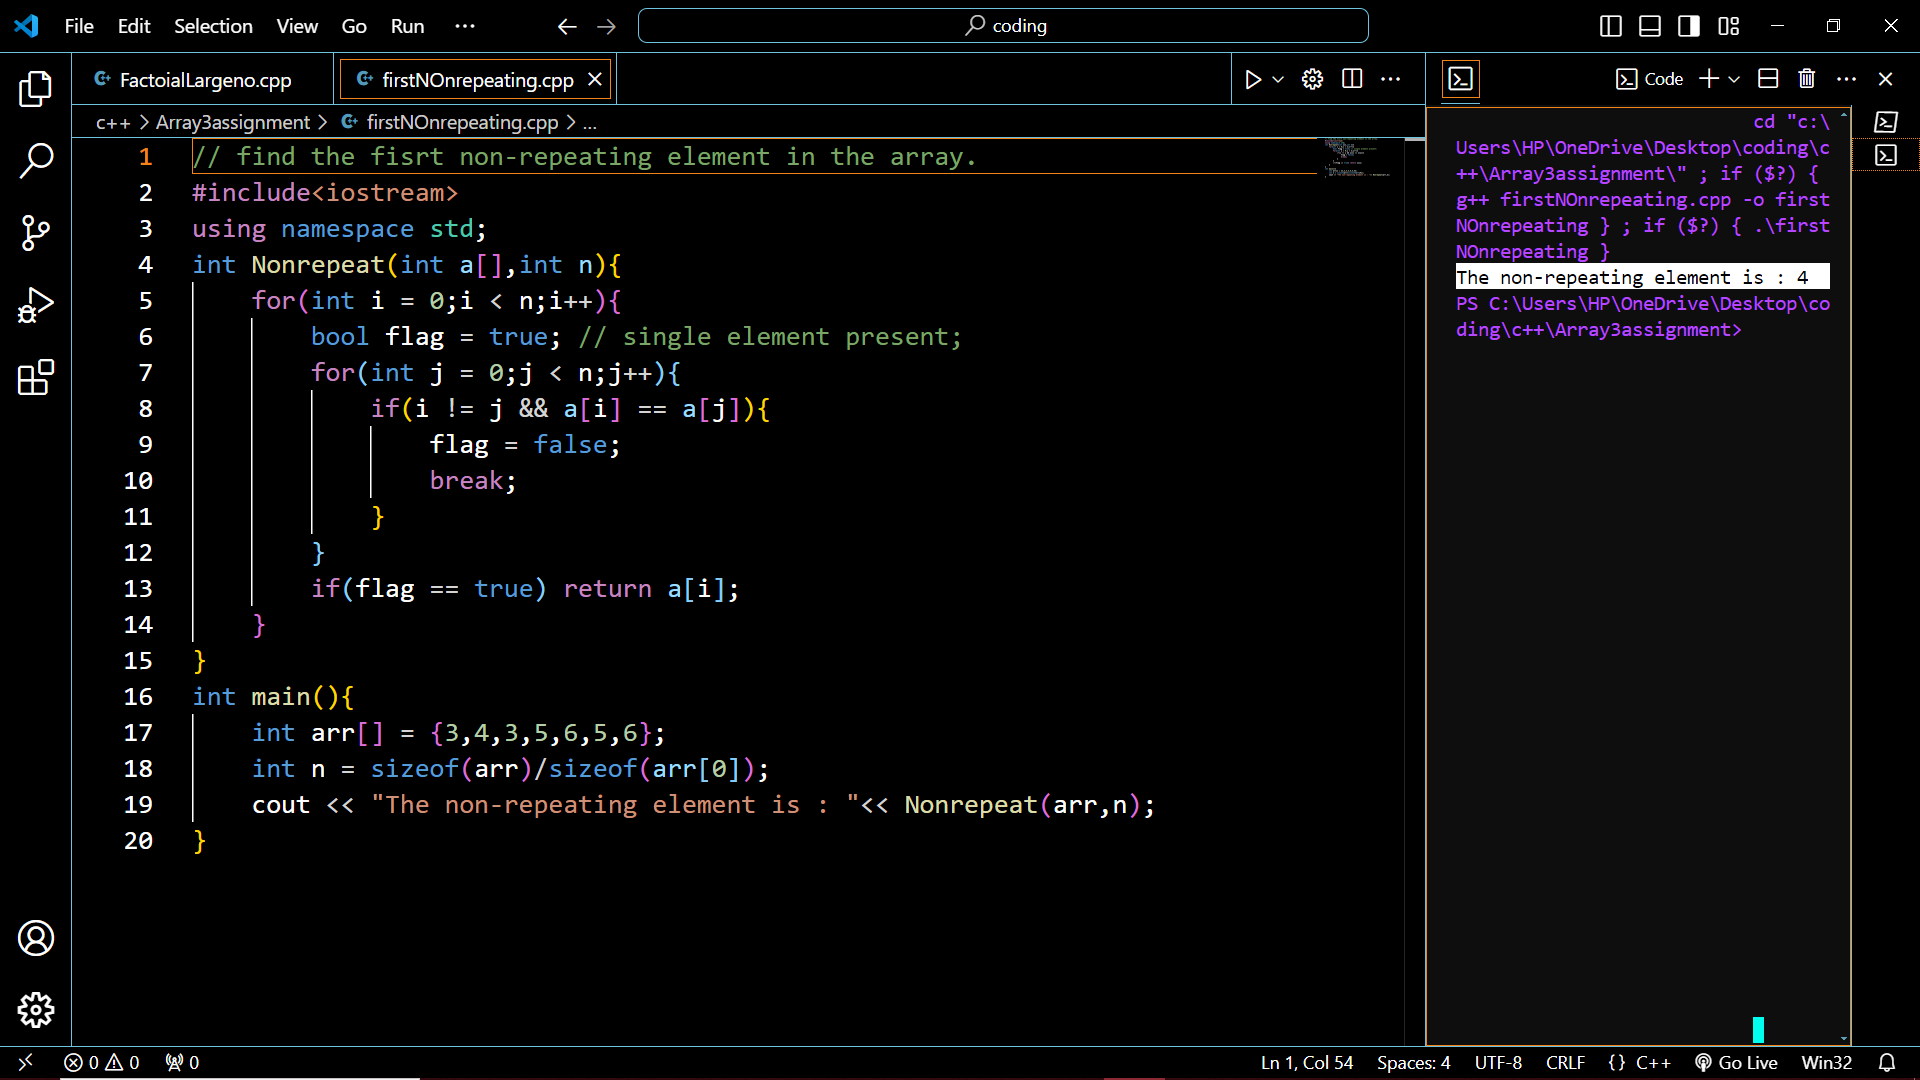 File Edit Selection View Go Run ··· coding
FactoialLargeno.cpp firstNOnrepeating.cpp
Code
c++ > Array3assignment > firstNOnrepeating.cpp > ...
1 // find the fisrt non-repeating element in the array.
2 #include<iostream>
3 using namespace std;
4 int Nonrepeat(int a[],int n){
5 for(int i = 0;i < n;i++){
6 bool flag = true; // single element present;
7 for(int j = 0;j < n;j++){
8 if(i != j && a[i] == a[j]){
9 flag = false;
10 break;
11 }
12 }
13 if(flag == true) return a[i];
14 }
15 }
16 int main(){
17 int arr[] = {3,4,3,5,6,5,6};
18 int n = sizeof(arr)/sizeof(arr[0]);
19 cout << "The non-repeating element is : "<< Nonrepeat(arr,n);
20 }
cd "c:\
Users\HP\OneDrive\Desktop\coding\c
++\Array3assignment\" ; if ($?) {
g++ firstNOnrepeating.cpp -o first
NOnrepeating } ; if ($?) { .\first
NOnrepeating }
The non-repeating element is : 4
PS C:\Users\HP\OneDrive\Desktop\co
ding\c++\Array3assignment>
0 0 0 Ln 1, Col 54 Spaces: 4 UTF-8 CRLF {} C++ Go Live Win32